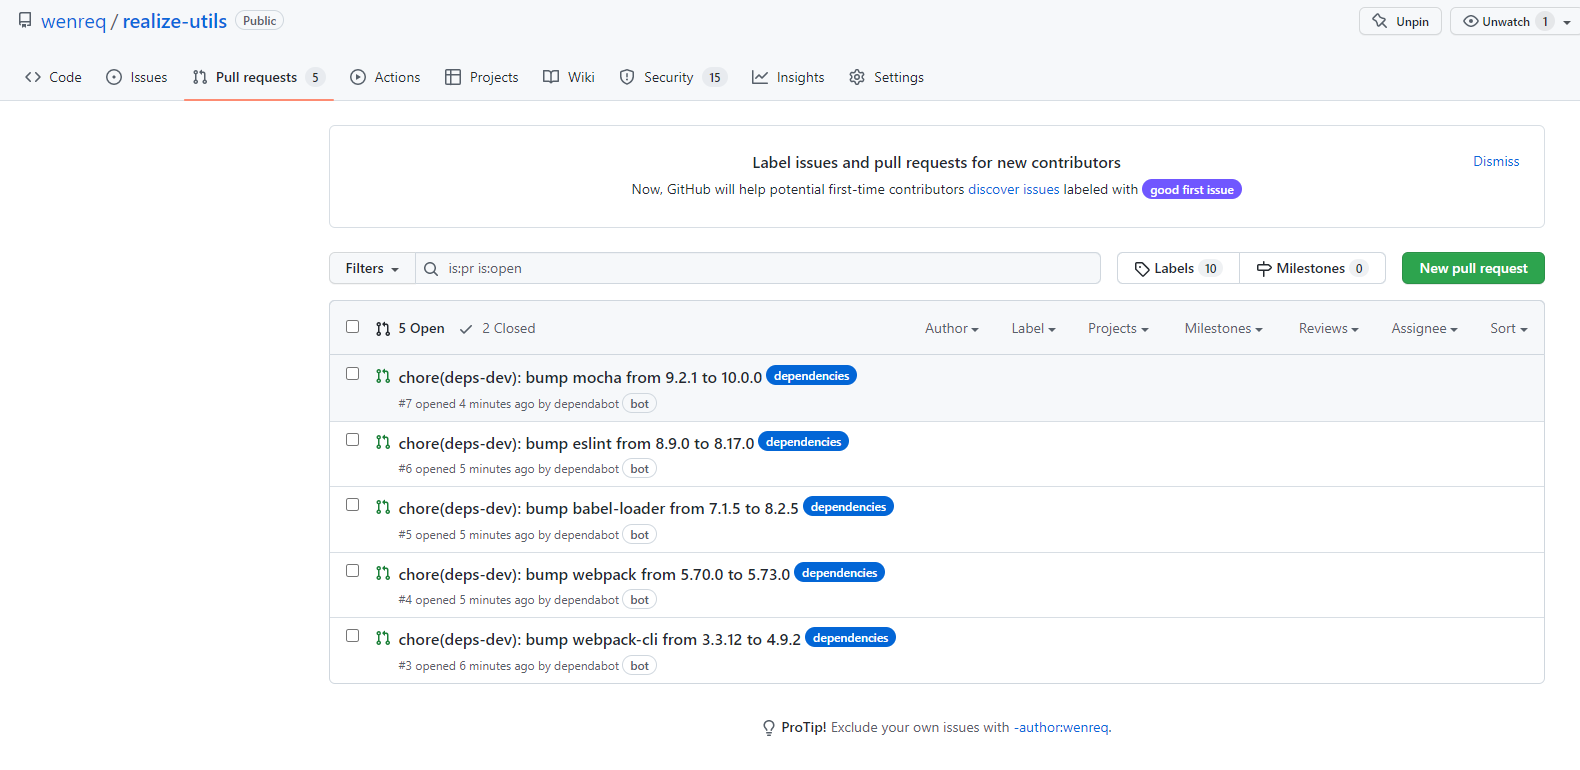 wenreq / realize-utils Public
Unpin
Unwatch 1
Code Issues Pull requests 5 Actions Projects Wiki Security 15 Insights Settings
Label issues and pull requests for new contributors
Dismiss
Now, GitHub will help potential first-time contributors discover issues labeled with good first issue
Filters is:pr is:open Labels 10 Milestones 0 New pull request
5 Open 2 Closed Author Label Projects Milestones Reviews Assignee Sort
chore(deps-dev): bump mocha from 9.2.1 to 10.0.0 dependencies
#7 opened 4 minutes ago by dependabot bot
chore(deps-dev): bump eslint from 8.9.0 to 8.17.0 dependencies
#6 opened 5 minutes ago by dependabot bot
chore(deps-dev): bump babel-loader from 7.1.5 to 8.2.5 dependencies
#5 opened 5 minutes ago by dependabot bot
chore(deps-dev): bump webpack from 5.70.0 to 5.73.0 dependencies
#4 opened 5 minutes ago by dependabot bot
chore(deps-dev): bump webpack-cli from 3.3.12 to 4.9.2 dependencies
#3 opened 6 minutes ago by dependabot bot
ProTip! Exclude your own issues with -author:wenreq.